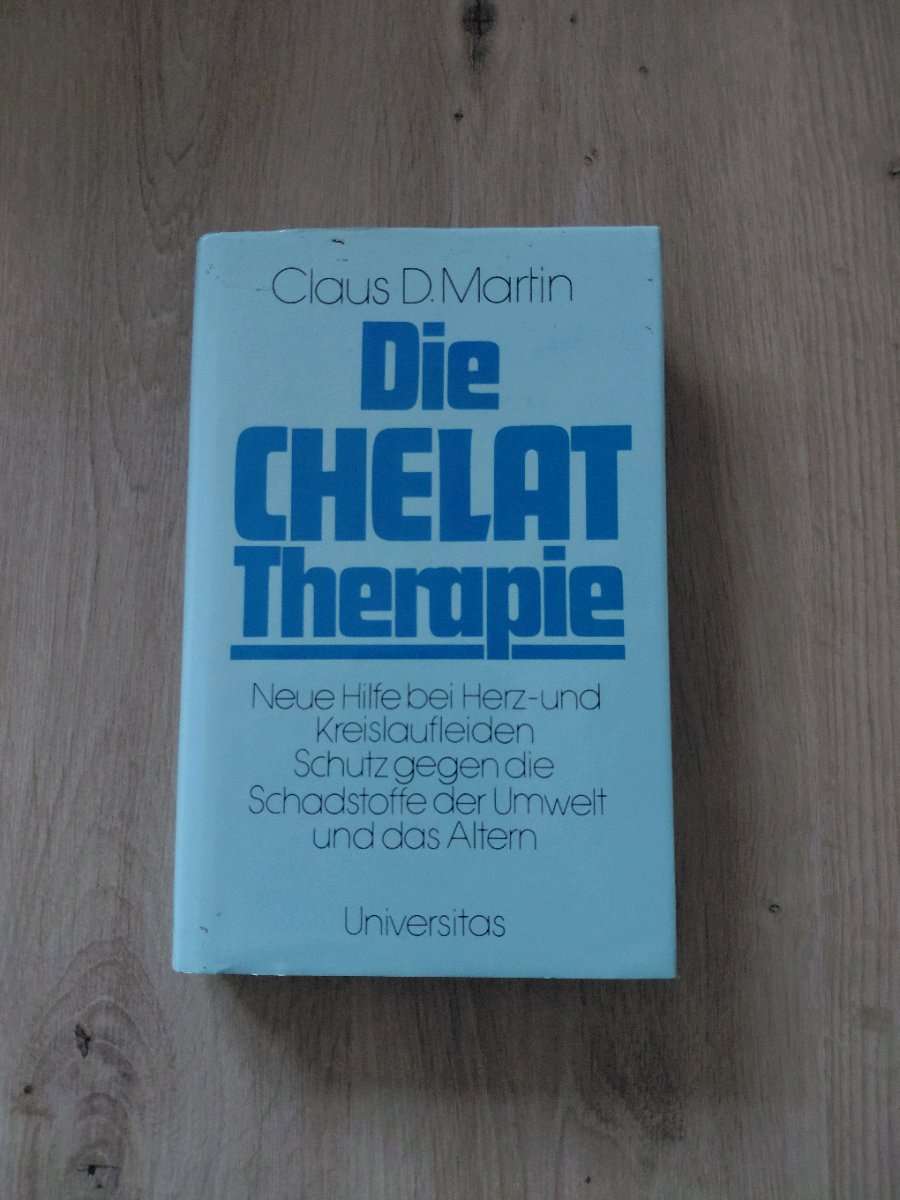 Claus D. Martin
Die
CHELAT
Therapie
Neue Hilfe bei Herz- und
Kreislaufleiden
Schutz gegen die
Schadstoffe der Umwelt
und das Altern
Universitas